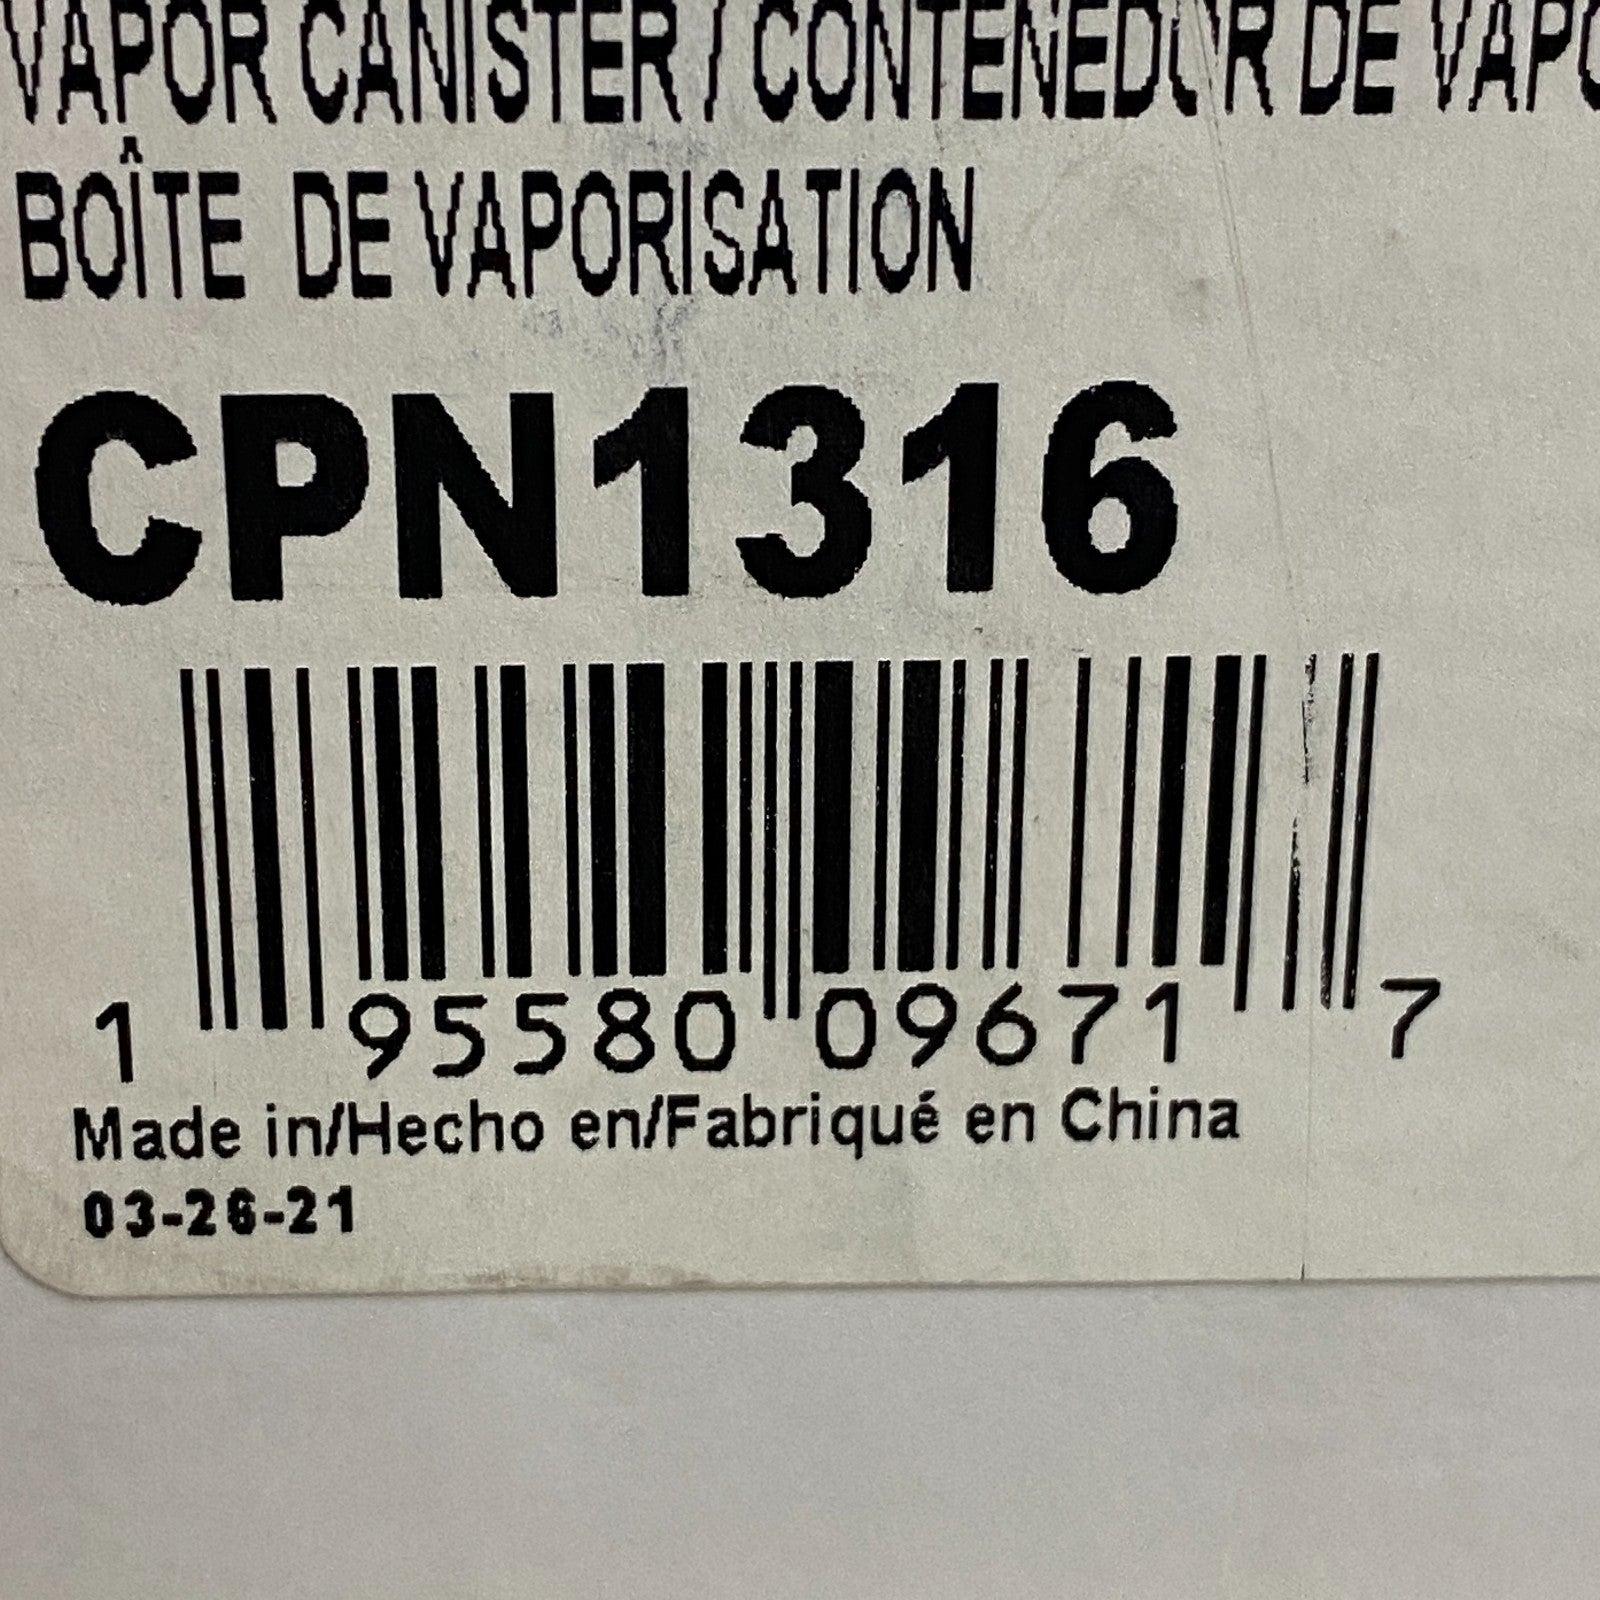 VAPOR CANISTER / CONTENEDOR DE VAPO
BOÎTE DE VAPORISATION
CPN1316
1 95580 09671 7
Made in/Hecho en/Fabriqué en China
03-26-21